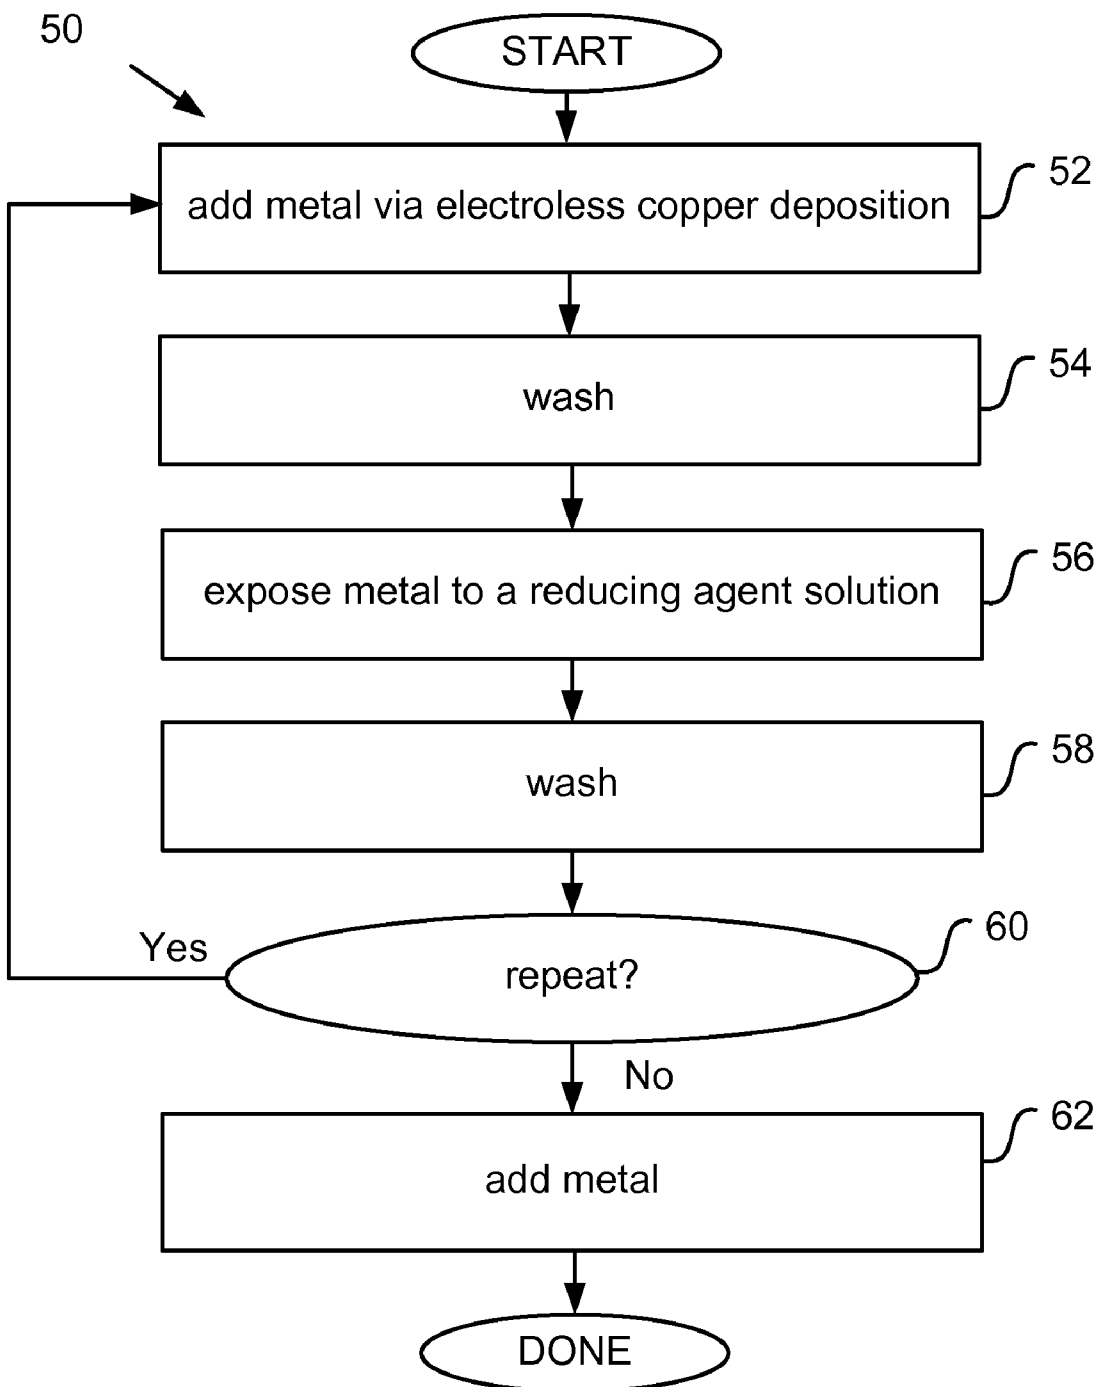 50
START
add metal via electroless copper deposition
52
wash
54
expose metal to a reducing agent solution
56
wash
58
Yes
repeat?
60
No
add metal
62
DONE